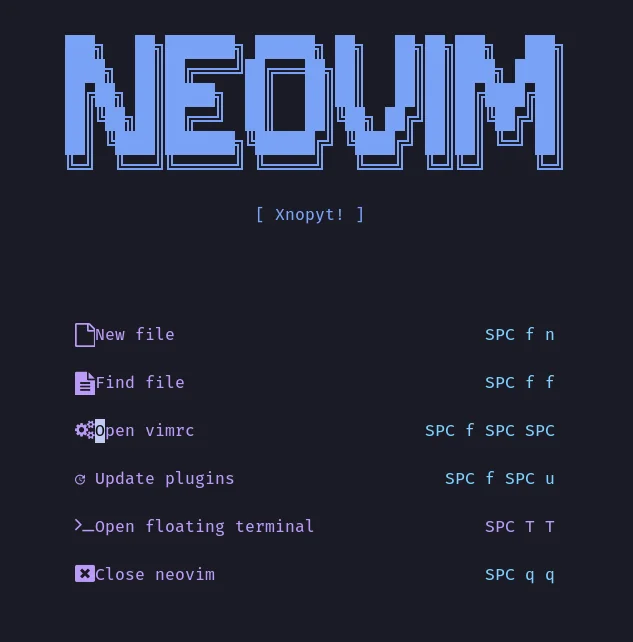 NEOVIM
[ Xnopyt! ]
New file SPC f n
Find file SPC f f
Open vimrc SPC f SPC SPC
Update plugins SPC f SPC u
Open floating terminal SPC T T
Close neovim SPC q q